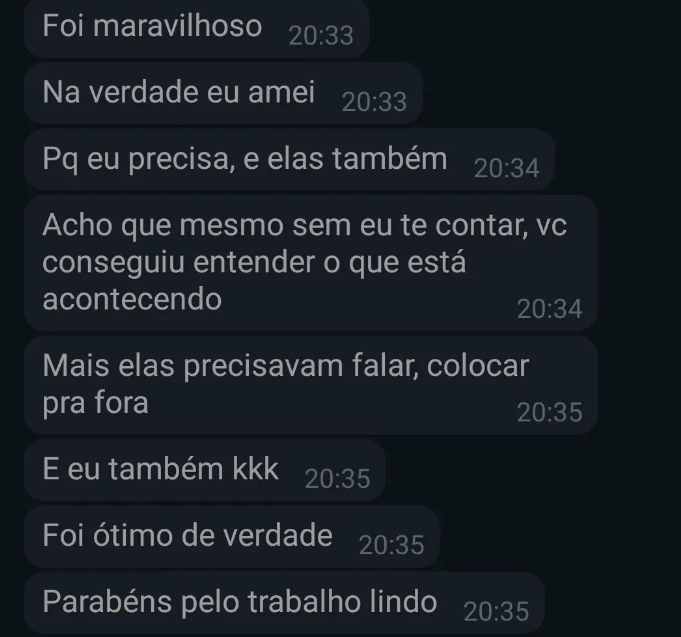 Foi maravilhoso 20:33
Na verdade eu amei 20:33
Pq eu precisa, e elas também 20:34
Acho que mesmo sem eu te contar, vc
conseguiu entender o que está
acontecendo 20:34
Mais elas precisavam falar, colocar
pra fora 20:35
E eu também kkk 20:35
Foi ótimo de verdade 20:35
Parabéns pelo trabalho lindo 20:35